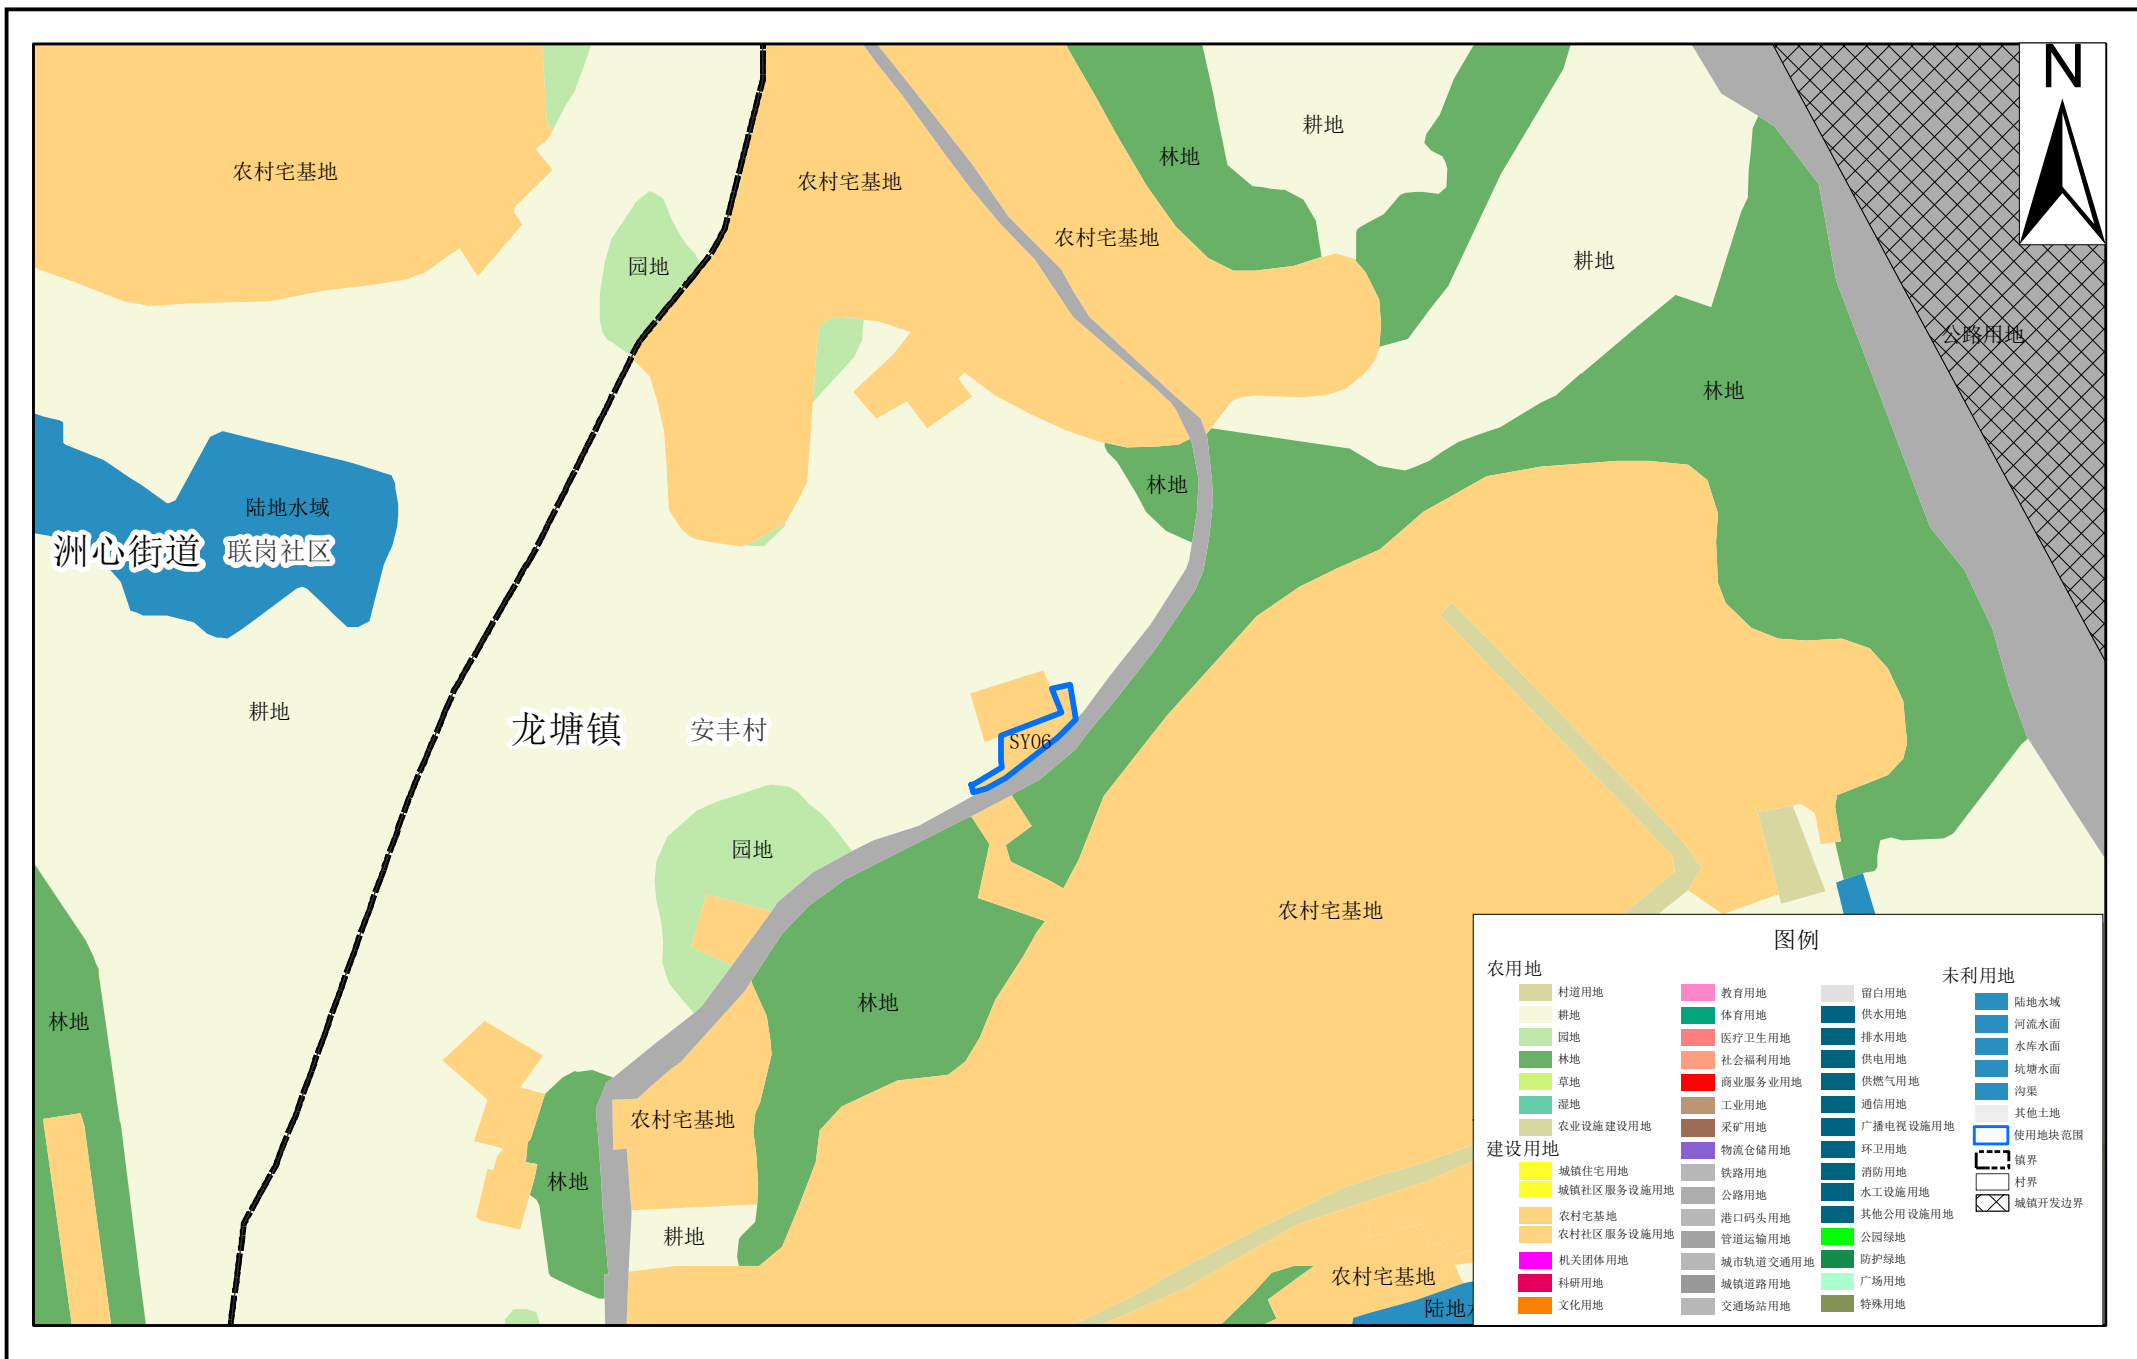 N
耕地
林地
农村宅基地
农村宅基地
农村宅基地
耕地
园地
公路用地
林地
林地
陆地水域
洲心街道 联岗社区
耕地
龙塘镇 安丰村
SY06
园地
农村宅基地
林地
林地
农村宅基地
林地
耕地
农村宅基地
陆地水
图例
农用地
村道用地
耕地
园地
林地
草地
湿地
农业设施建设用地
建设用地
城镇住宅用地
城镇社区服务设施用地
农村宅基地
农村社区服务设施用地
机关团体用地
科研用地
文化用地
教育用地
体育用地
医疗卫生用地
社会福利用地
商业服务业用地
工业用地
采矿用地
物流仓储用地
铁路用地
公路用地
港口码头用地
管道运输用地
城市轨道交通用地
城镇道路用地
交通场站用地
留白用地
供水用地
排水用地
供电用地
供燃气用地
通信用地
广播电视设施用地
环卫用地
消防用地
水工设施用地
其他公用设施用地
公园绿地
防护绿地
广场用地
特殊用地
未利用地
陆地水域
河流水面
水库水面
坑塘水面
沟渠
其他土地
使用地块范围
镇界
村界
城镇开发边界